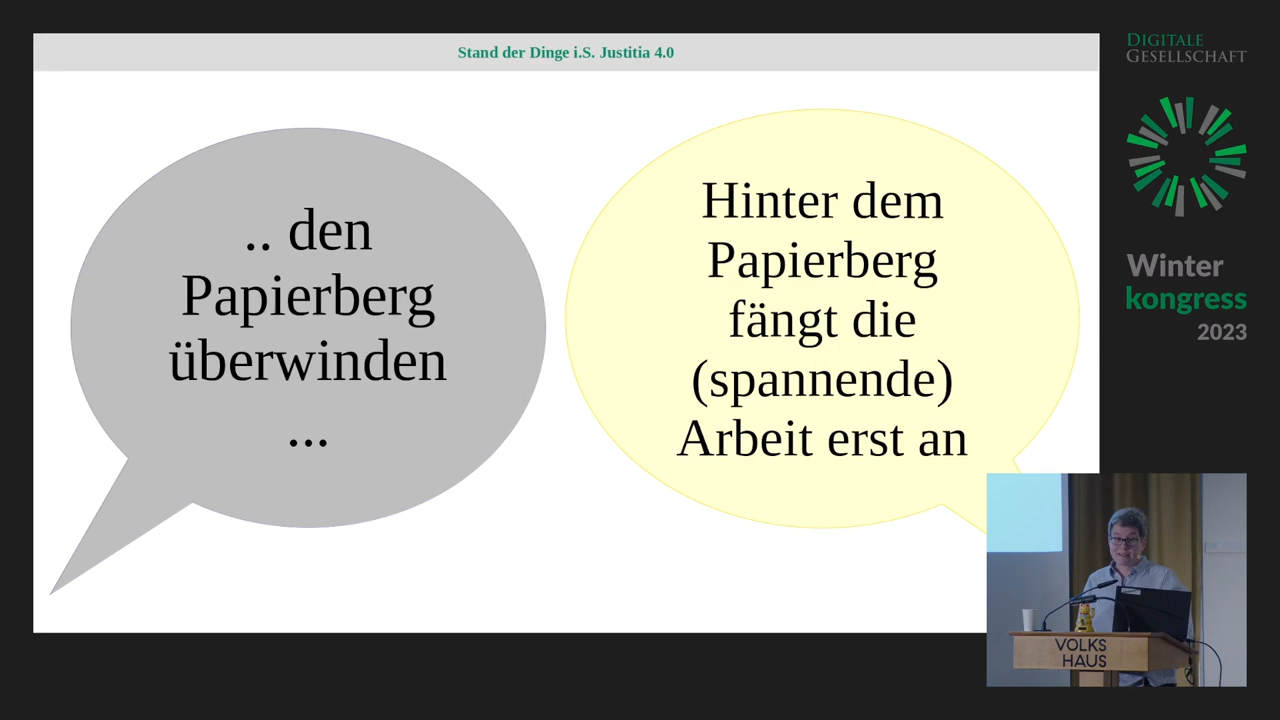 Stand der Dinge i.S. Justitia 4.0
.. den
Papierberg
überwinden
...
Hinter dem
Papierberg
fängt die
(spannende)
Arbeit erst an
DIGITALE
GESELLSCHAFT
Winter
kongress
2023
VOLKS
HAUS